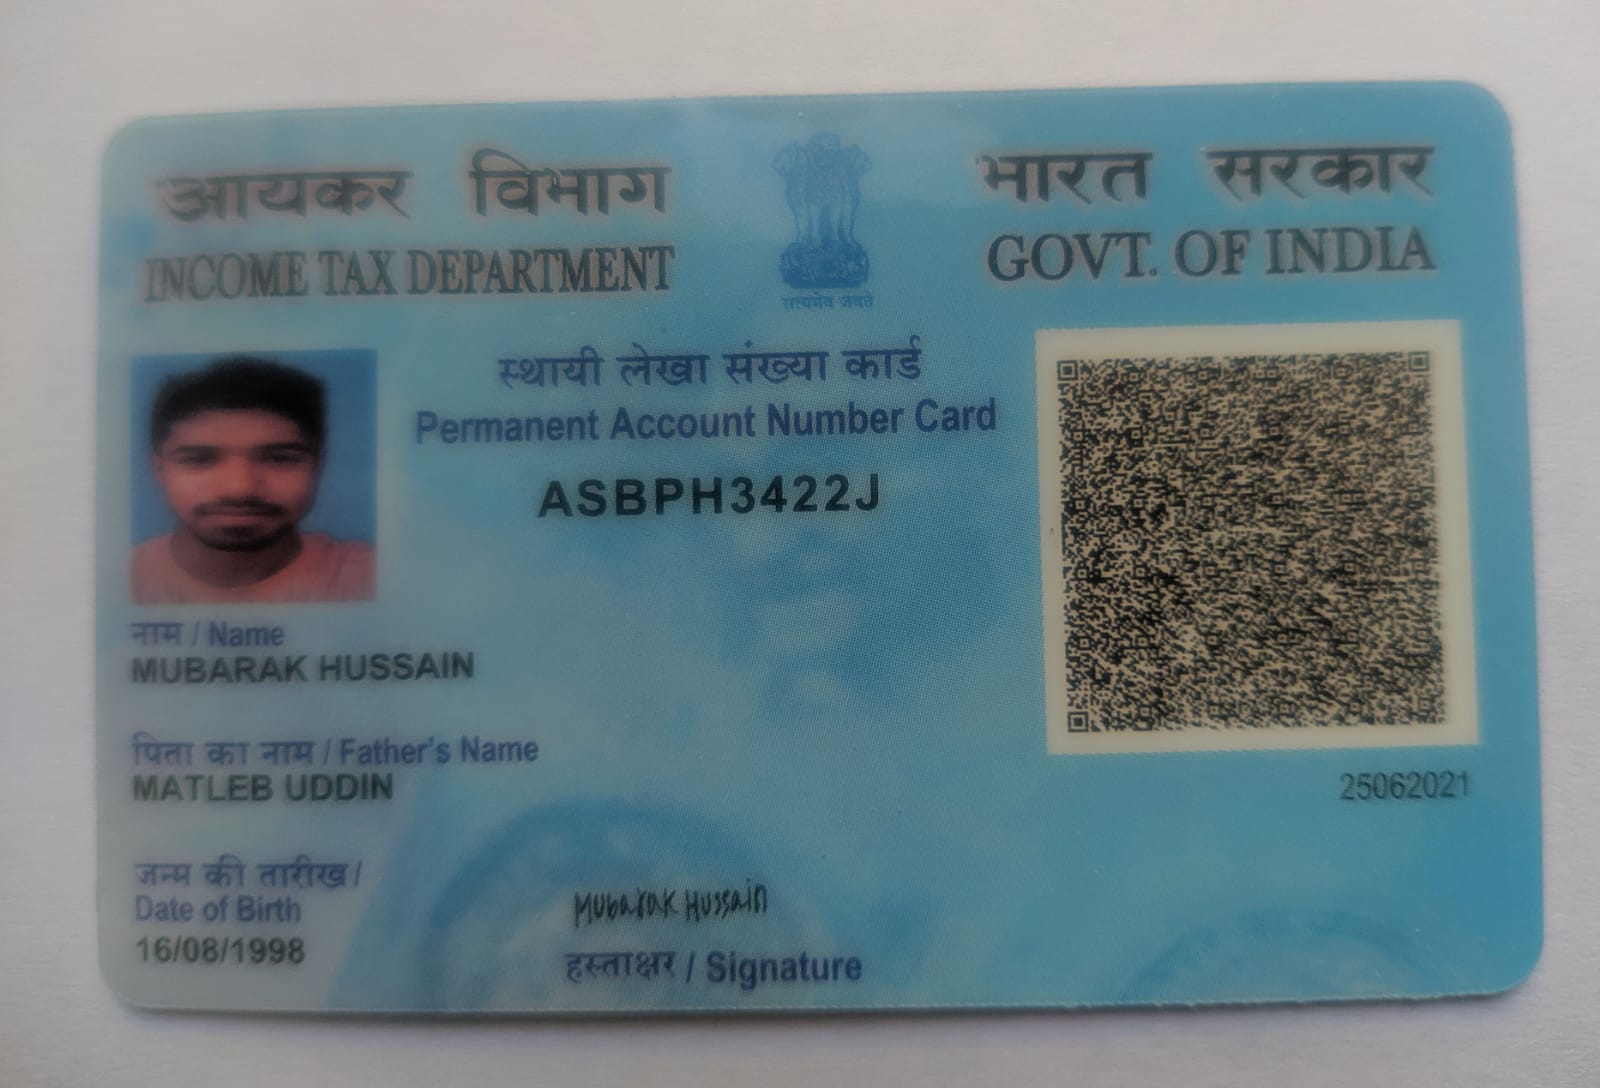 आयकर विभाग
INCOME TAX DEPARTMENT
सत्यमेव जयते
भारत सरकार
GOVT. OF INDIA
स्थायी लेखा संख्या कार्ड
Permanent Account Number Card
ASBPH3422J
नाम / Name
MUBARAK HUSSAIN
पिता का नाम / Father's Name
MATLEB UDDIN
25062021
जन्म की तारीख /
Date of Birth
16/08/1998
Mubarak Hussain
हस्ताक्षर / Signature